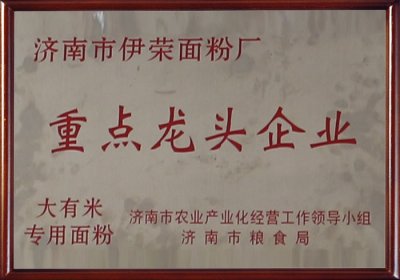 济南市伊荣面粉厂
重点龙头企业
大有米
专用面粉
济南市农业产业化经营工作领导小组
济南市粮食局